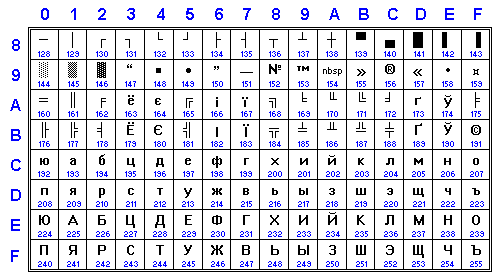 0 1 2 3 4 5 6 7 8 9 A B C D E F
8 ─ │ ┌ ┐ └ ┘ ├ ┤ ┬ ┴ ┼ ▀ ▄ █ ▌ ▐
128 129 130 131 132 133 134 135 136 137 138 139 140 141 142 143
9 ░ ▒ ▓ “ ■ • ” — № ™ nbsp » ® « · ¤
144 145 146 147 148 149 150 151 152 153 154 155 156 157 158 159
A ═ ║ ╒ ё є ╔ і ї ╗ ╘ ╙ ╚ ╛ ґ ў ╞
160 161 162 163 164 165 166 167 168 169 170 171 172 173 174 175
B ╟ ╠ ╡ Ё Є ╣ І Ї ╦ ╧ ╨ ╩ ╪ Ґ Ў ©
176 177 178 179 180 181 182 183 184 185 186 187 188 189 190 191
C ю а б ц д е ф г х и й к л м н о
192 193 194 195 196 197 198 199 200 201 202 203 204 205 206 207
D п я р с т у ж в ь ы з ш э щ ч ъ
208 209 210 211 212 213 214 215 216 217 218 219 220 221 222 223
E Ю А Б Ц Д Е Ф Г Х И Й К Л М Н О
224 225 226 227 228 229 230 231 232 233 234 235 236 237 238 239
F П Я Р С Т У Ж В Ь Ы З Ш Э Щ Ч Ъ
240 241 242 243 244 245 246 247 248 249 250 251 252 253 254 255